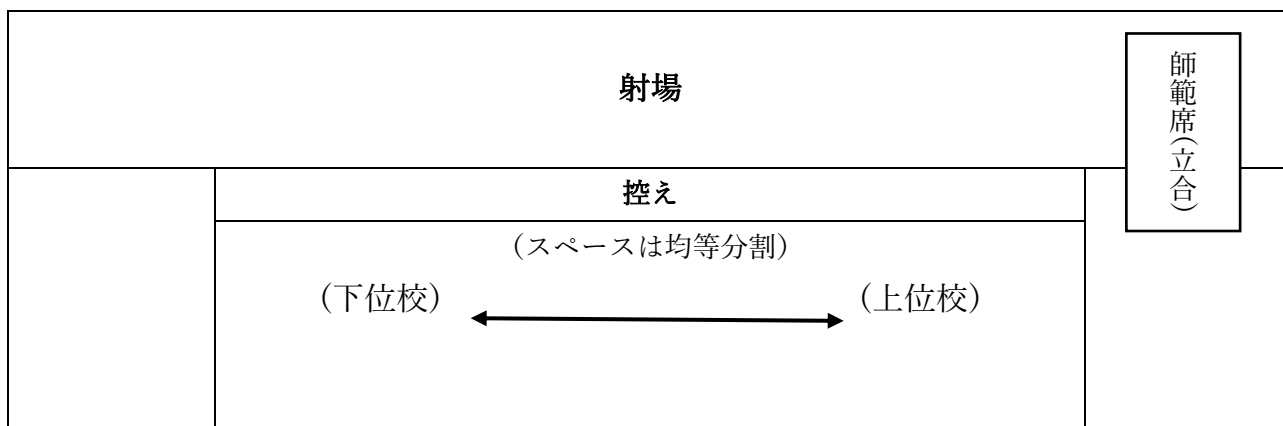 射場
師範席(立合)
控え
(スペースは均等分割)
(下位校)
(上位校)